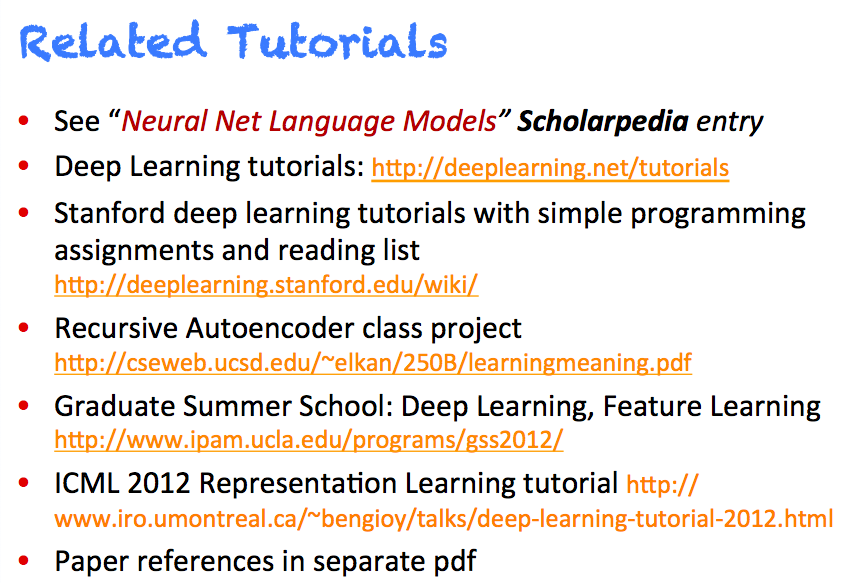 Related Tutorials
• See “Neural Net Language Models” Scholarpedia entry
• Deep Learning tutorials: http://deeplearning.net/tutorials
• Stanford deep learning tutorials with simple programming
assignments and reading list
http://deeplearning.stanford.edu/wiki/
• Recursive Autoencoder class project
http://cseweb.ucsd.edu/~elkan/250B/learningmeaning.pdf
• Graduate Summer School: Deep Learning, Feature Learning
http://www.ipam.ucla.edu/programs/gss2012/
• ICML 2012 Representation Learning tutorial http://
www.iro.umontreal.ca/~bengioy/talks/deep-learning-tutorial-2012.html
• Paper references in separate pdf